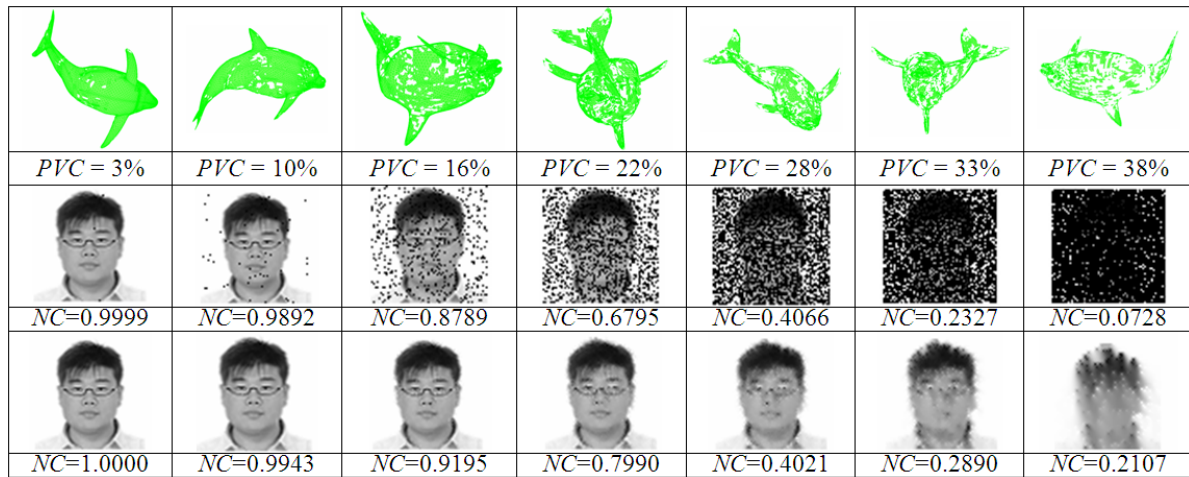 PVC = 3% PVC = 10% PVC = 16% PVC = 22% PVC = 28% PVC = 33% PVC = 38%
NC=0.9999 NC=0.9892 NC=0.8789 NC=0.6795 NC=0.4066 NC=0.2327 NC=0.0728
NC=1.0000 NC=0.9943 NC=0.9195 NC=0.7990 NC=0.4021 NC=0.2890 NC=0.2107